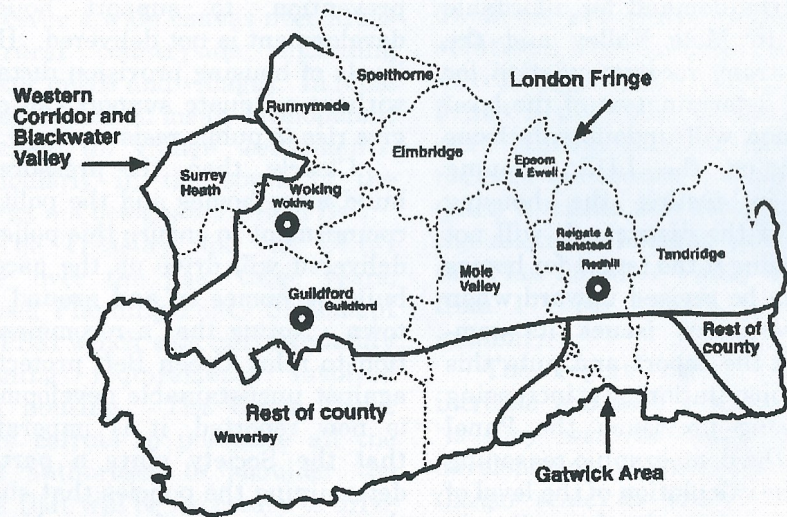 Spelthorne
Runnymede
London Fringe
Western
Corridor and
Blackwater
Valley
Elmbridge
Epsom
& Ewell
Surrey
Heath
Woking
Woking
Reigate &
Banstead
Redhill
Tandridge
Mole
Valley
Guildford
Guildford
Rest of
county
Rest of county
Waverley
Gatwick Area